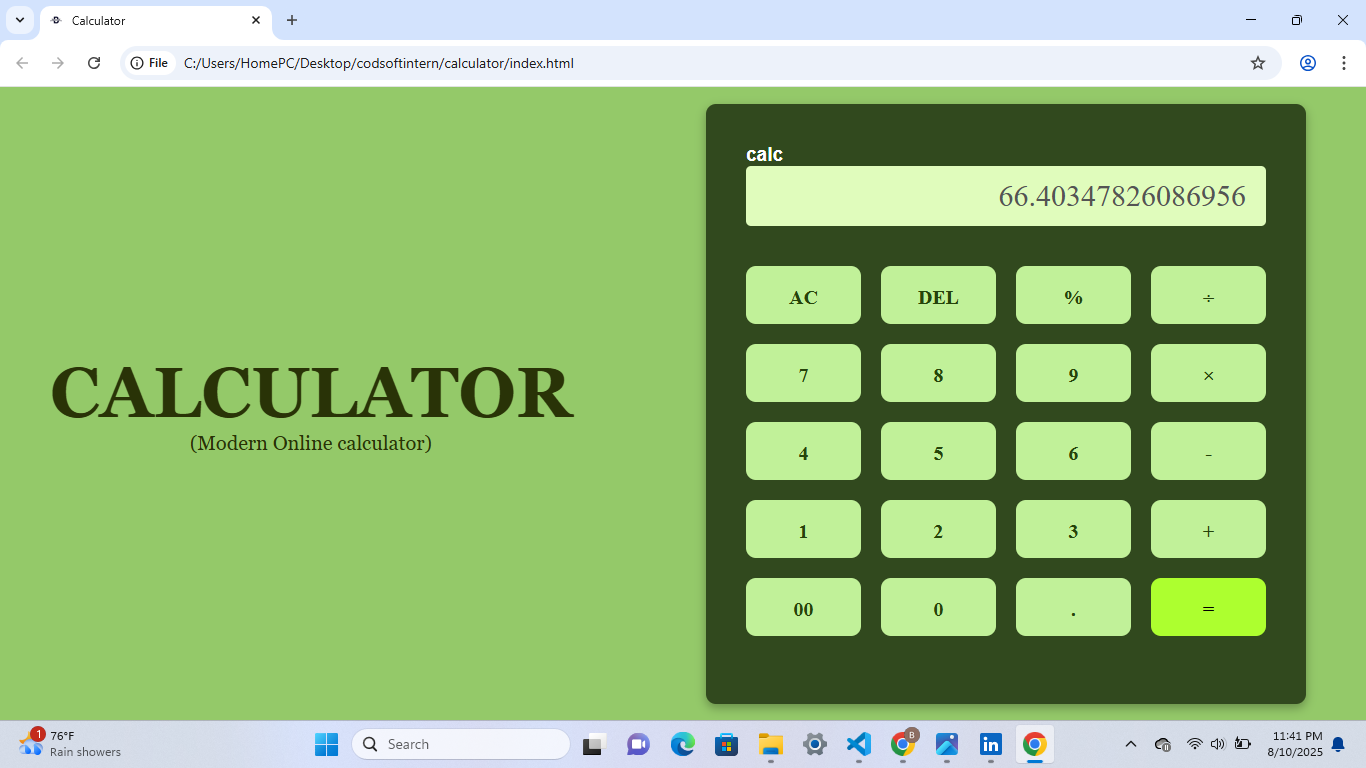 Calculator
File
C:/Users/HomePC/Desktop/codsoftintern/calculator/index.html
CALCULATOR
(Modern Online calculator)
calc
66.40347826086956
AC DEL % ÷
7 8 9 ×
4 5 6 -
1 2 3 +
00 0 . =
1
76°F
Rain showers
Search
B
in
11:41 PM
8/10/2025